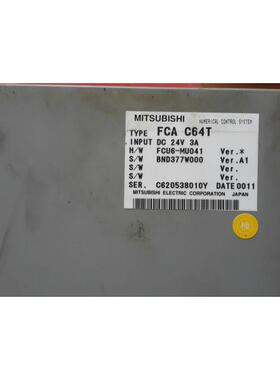 MITSUBISHI NUMERICAL CONTROL SYSTEM
TYPE FCA C64T
INPUT DC 24V 3A
H/W FCU6-MU041 Ver.*
S/W BND377W000 Ver.A1
S/W Ver.
S/W Ver.
SER. C620538010Y DATE 0011
MITSUBISHI ELECTRIC CORPORATION JAPAN